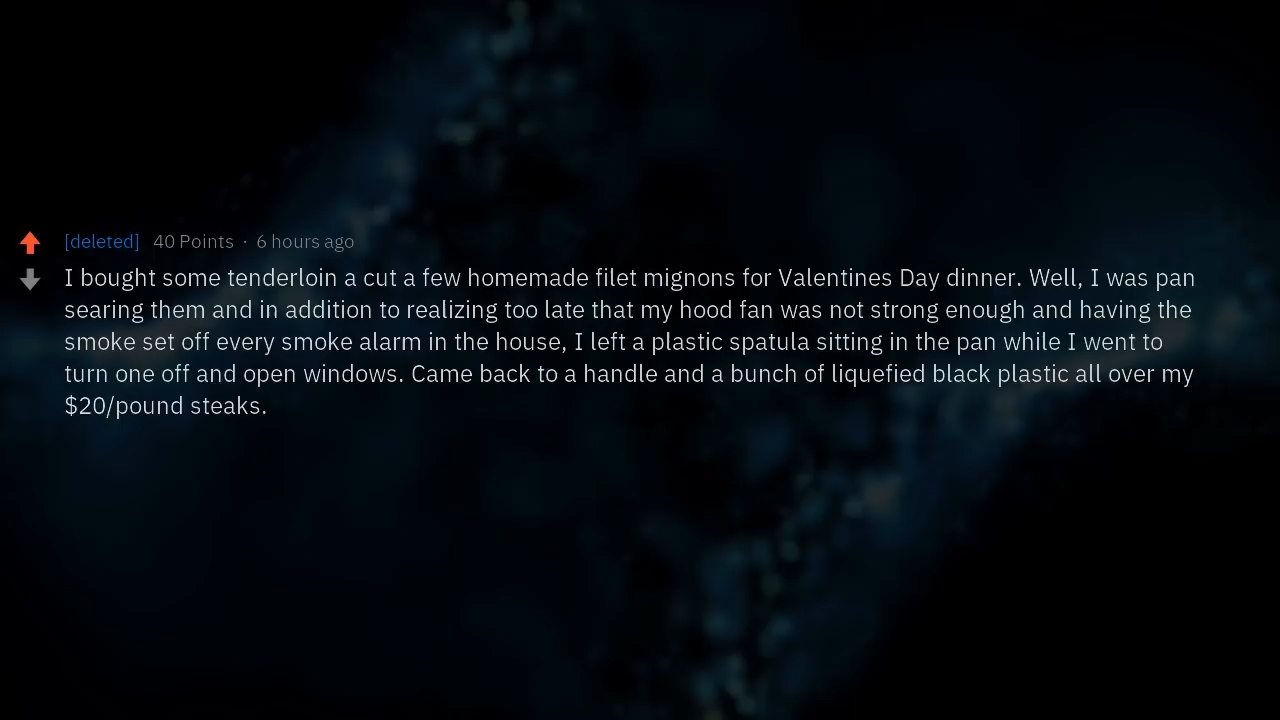 [deleted] 40 Points · 6 hours ago
I bought some tenderloin a cut a few homemade filet mignons for Valentines Day dinner. Well, I was pan
searing them and in addition to realizing too late that my hood fan was not strong enough and having the
smoke set off every smoke alarm in the house, I left a plastic spatula sitting in the pan while I went to
turn one off and open windows. Came back to a handle and a bunch of liquefied black plastic all over my
$20/pound steaks.